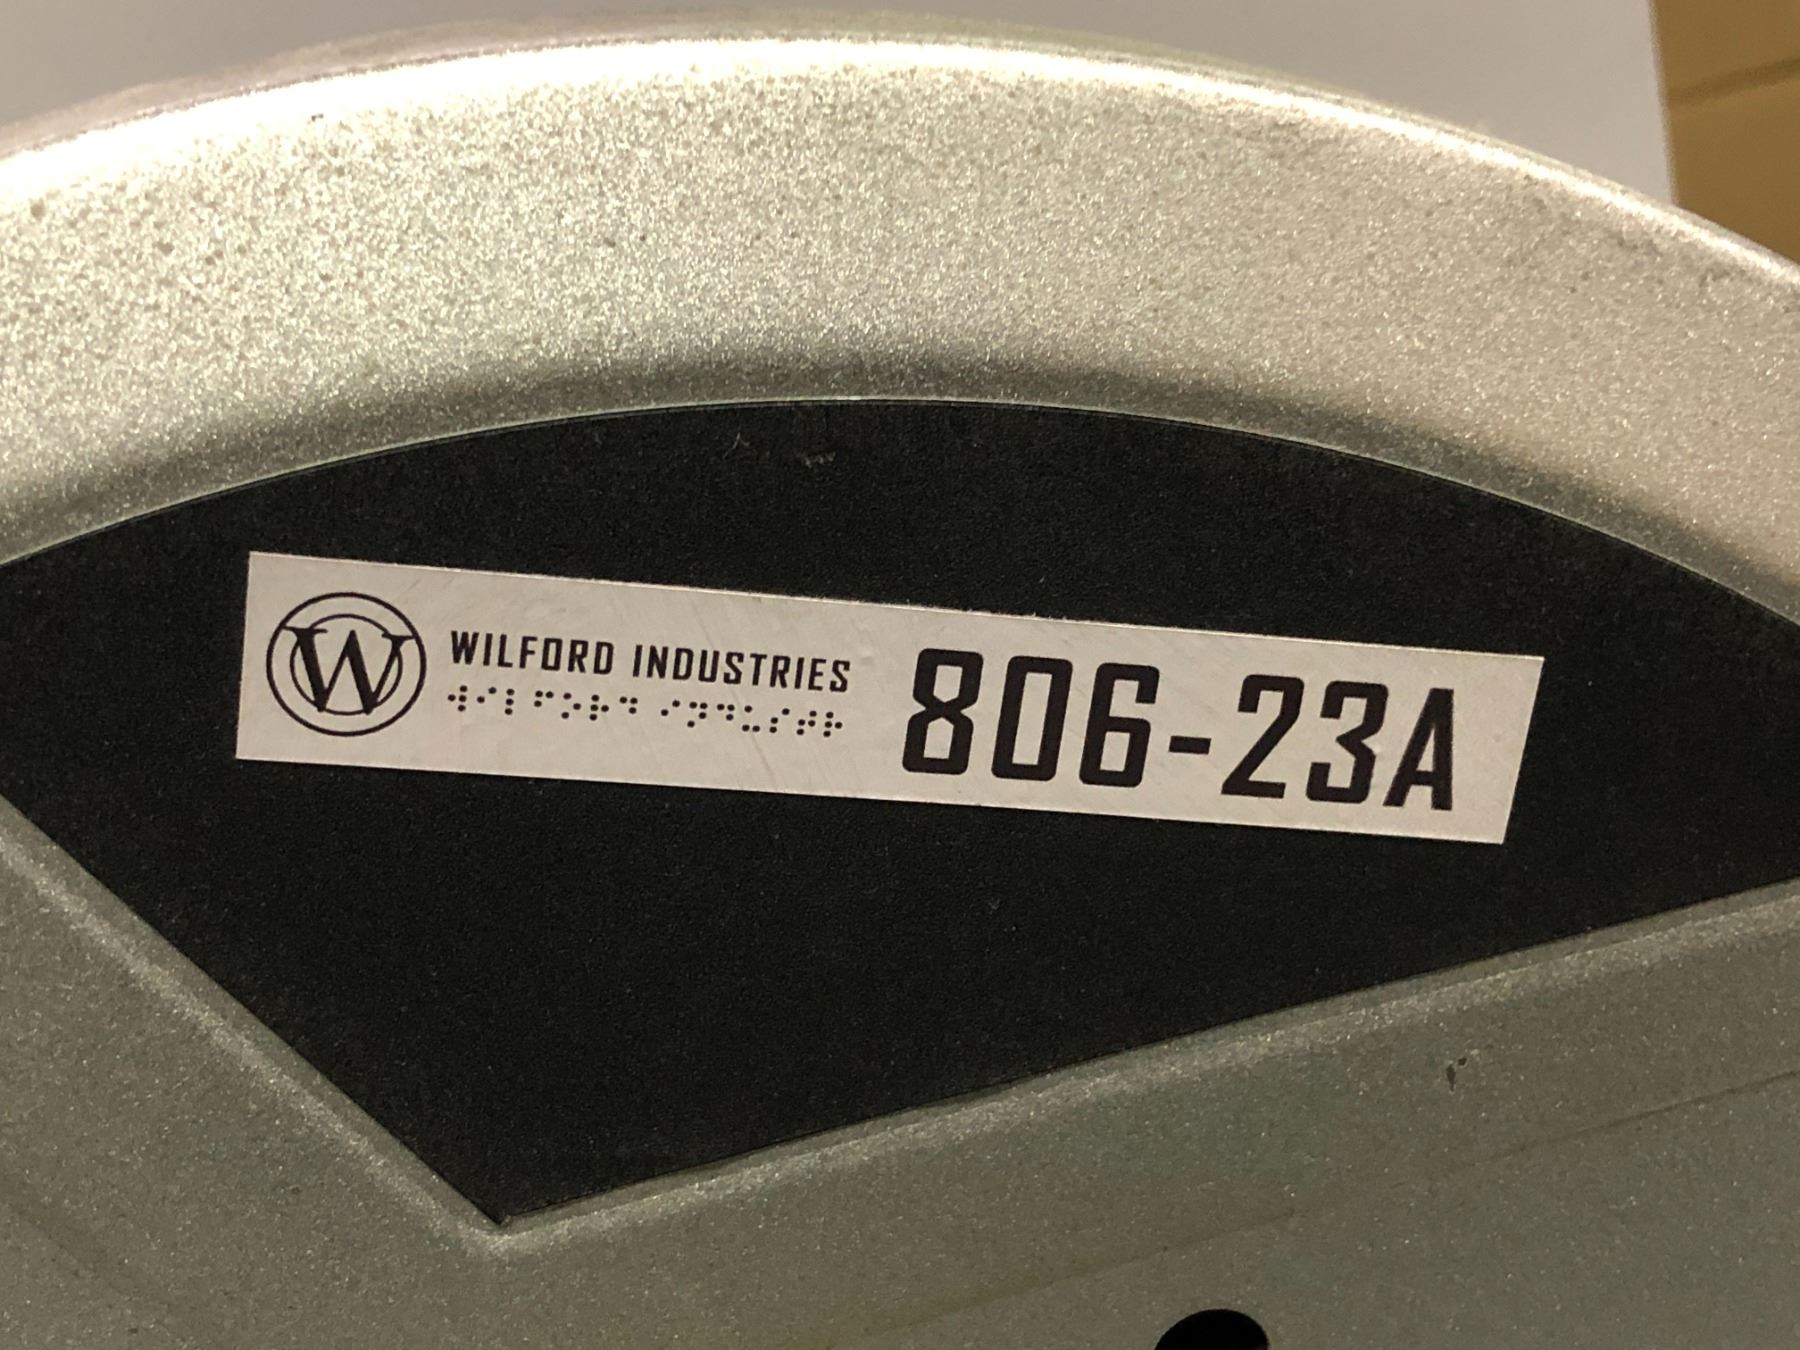 W
WILFORD INDUSTRIES
⠺⠊⠇⠋⠕⠗⠙ ⠊⠝⠙⠥⠎⠞⠗
806-23A